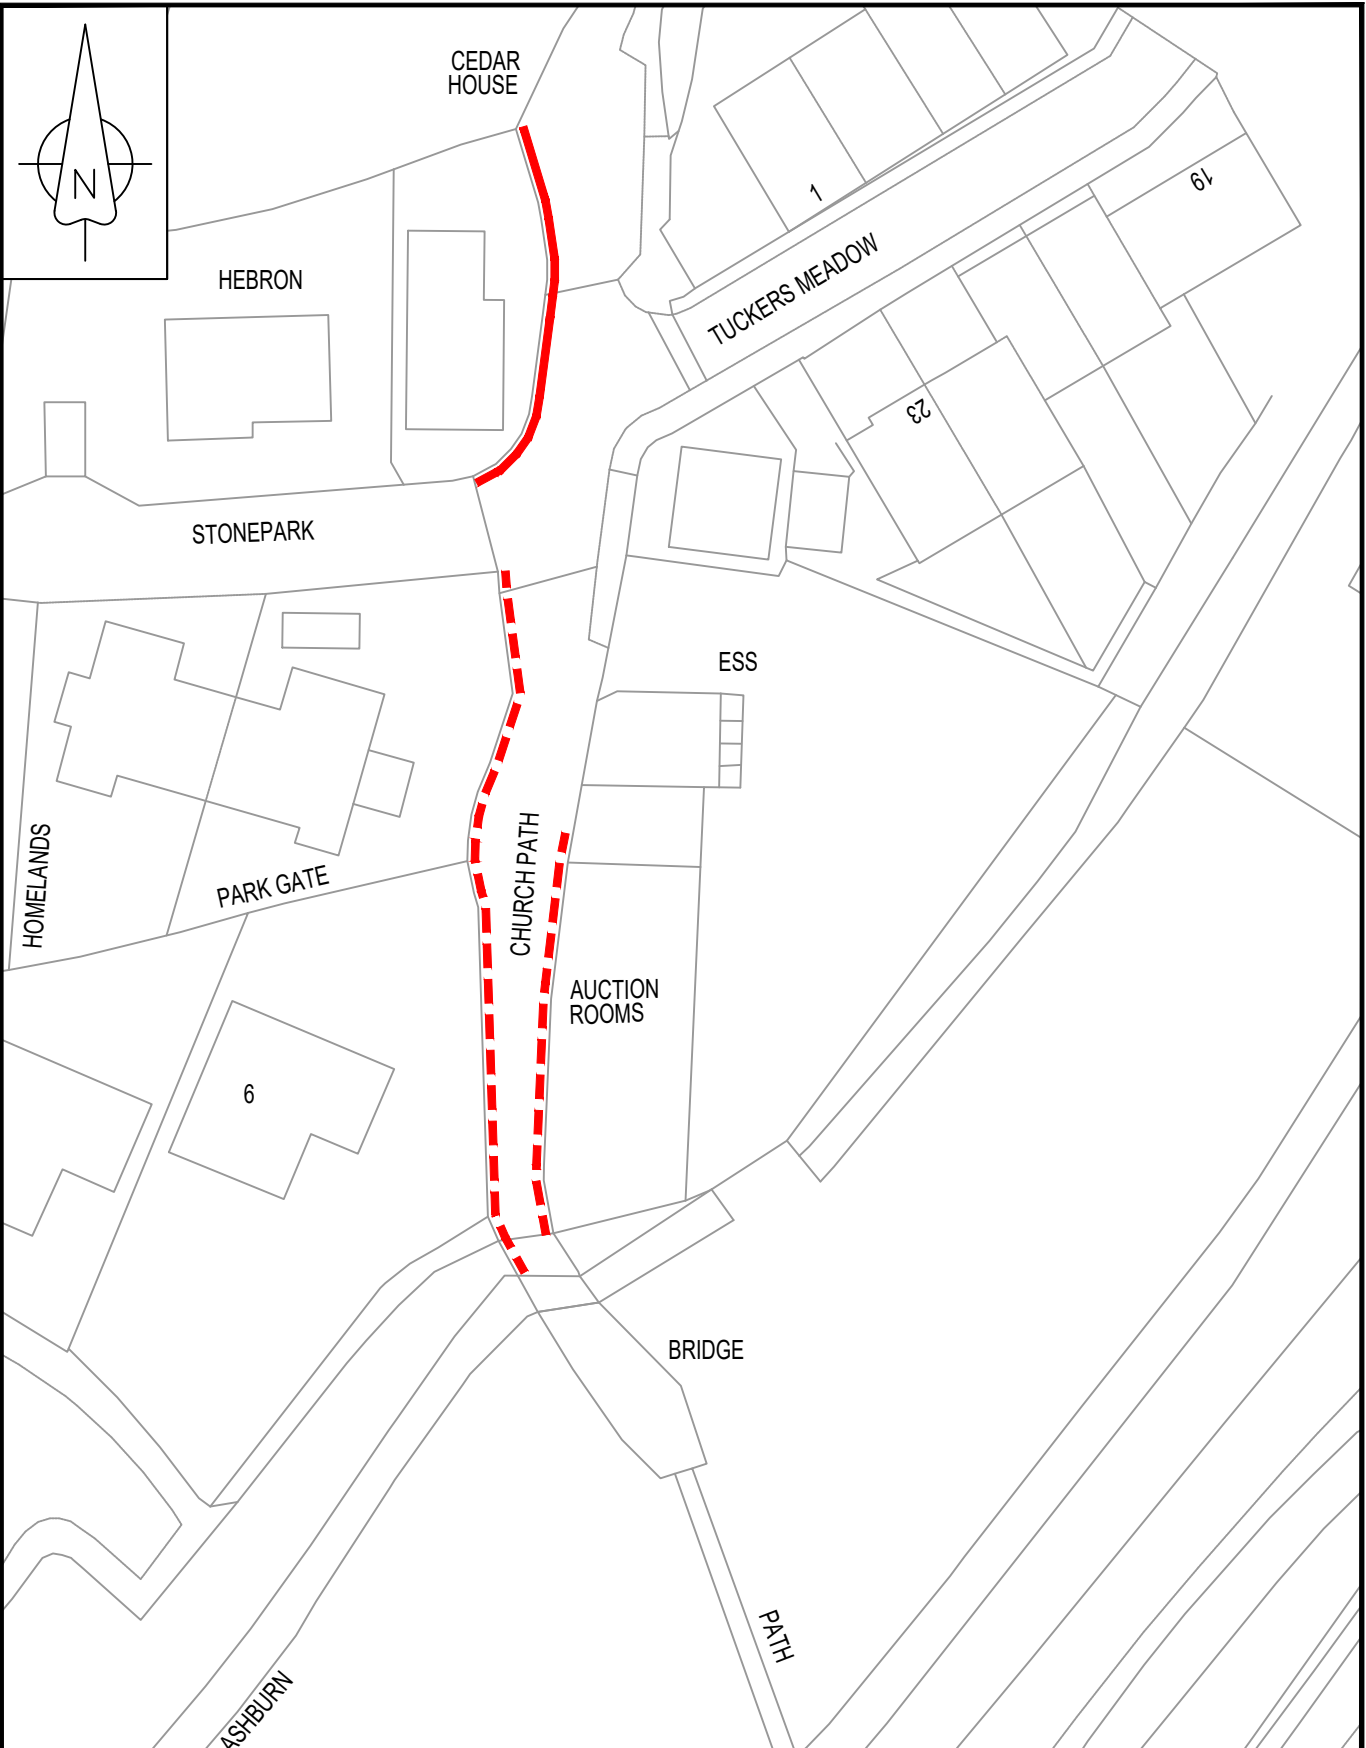 CEDAR
HOUSE
N
1
19
HEBRON
TUCKERS MEADOW
23
STONEPARK
ESS
HOMELANDS
PARK GATE
CHURCH PATH
AUCTION
ROOMS
6
BRIDGE
PATH
ASHBURN